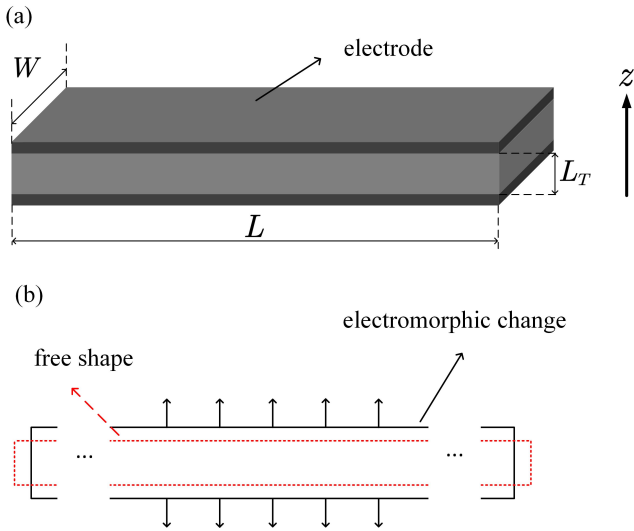 (a)
electrode
W
z
L_T
L
(b)
electromorphic change
free shape
...
...